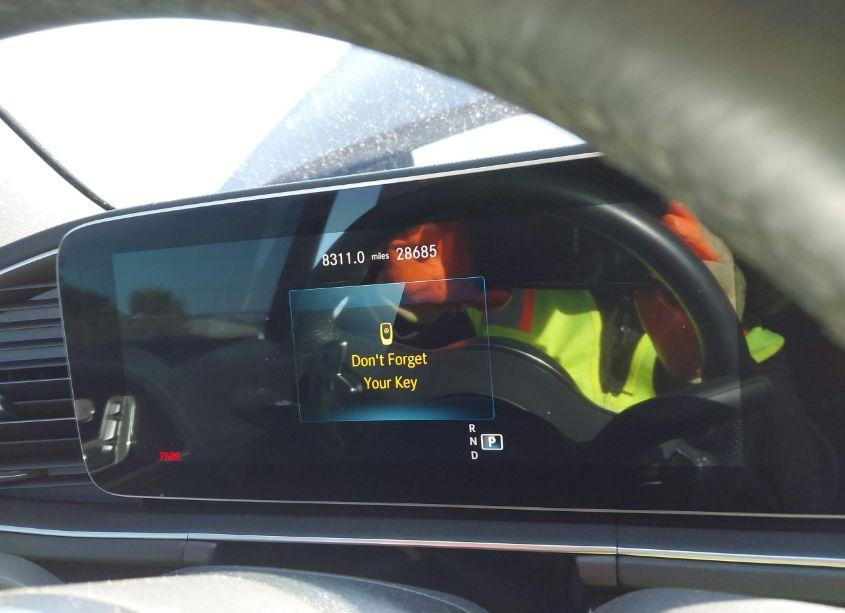 8311.0 miles 28685
Don't Forget
Your Key
R
N P
D
PARK